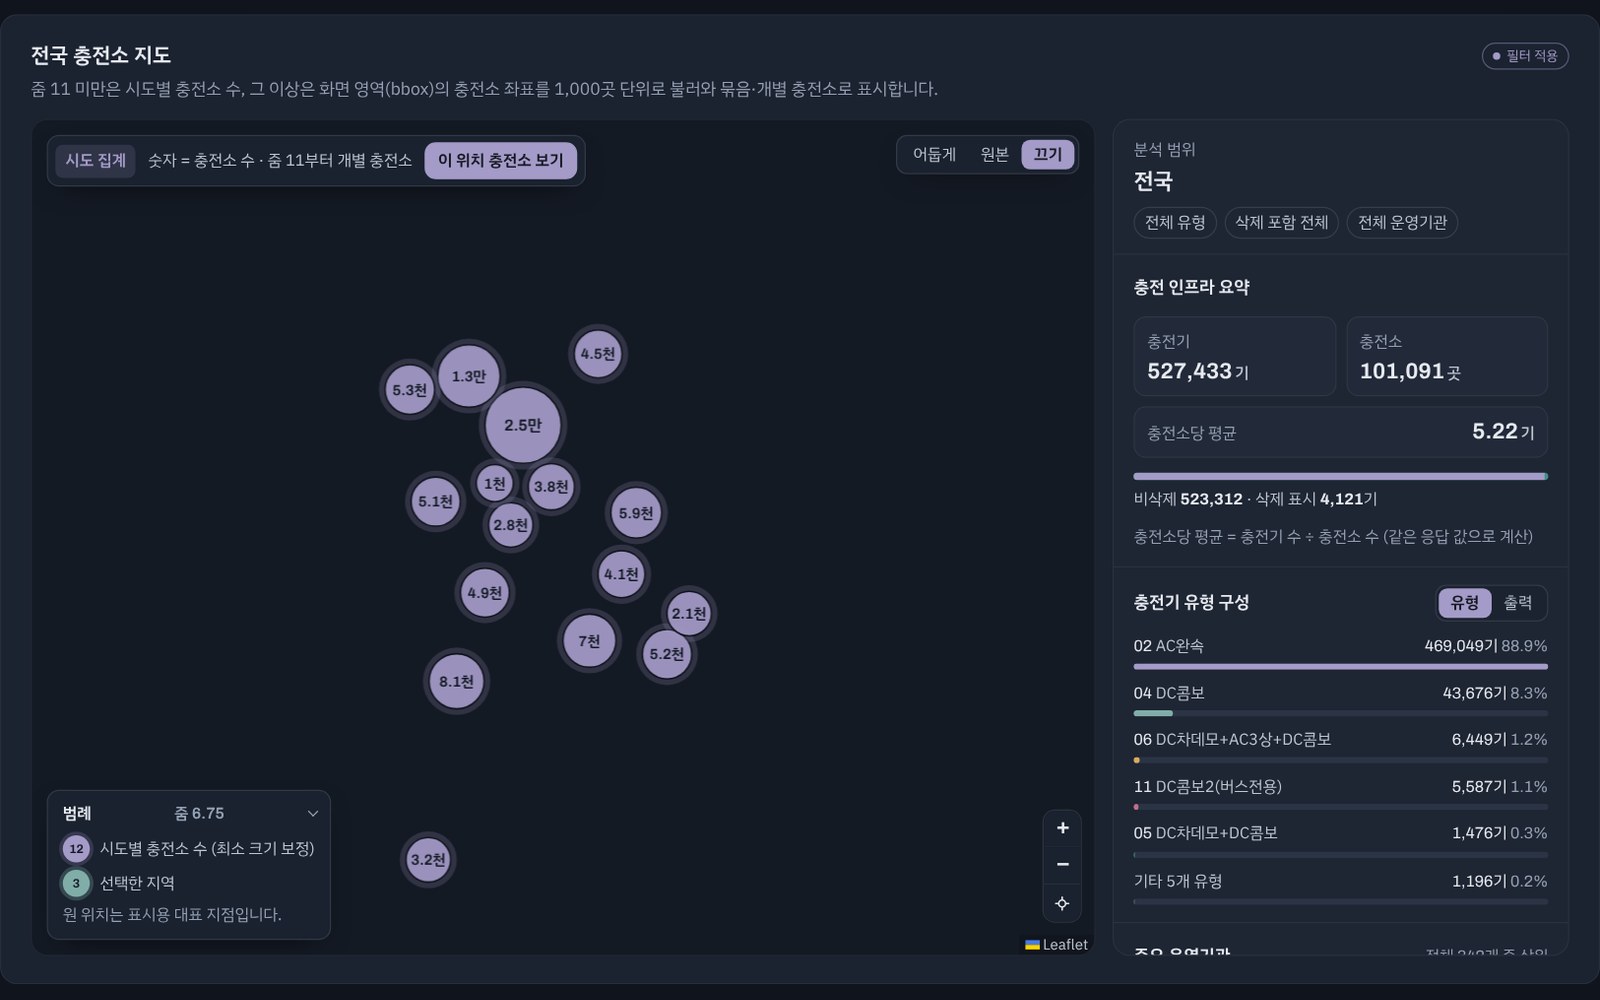 전국 충전소 지도
필터 적용
줌 11 미만은 시도별 충전소 수, 그 이상은 화면 영역(bbox)의 충전소 좌표를 1,000곳 단위로 불러와 묶음·개별 충전소로 표시합니다.
시도 집계 숫자 = 충전소 수 · 줌 11부터 개별 충전소 이 위치 충전소 보기
어둡게 원본 끄기
4.5천
1.3만
5.3천
2.5만
1천
3.8천
5.1천
5.9천
2.8천
4.1천
4.9천
2.1천
7천
5.2천
8.1천
3.2천
범례 줌 6.75
12 시도별 충전소 수 (최소 크기 보정)
3 선택한 지역
원 위치는 표시용 대표 지점입니다.
+
−
Leaflet
분석 범위
전국
전체 유형 삭제 포함 전체 전체 운영기관
충전 인프라 요약
충전기
527,433기
충전소
101,091곳
충전소당 평균 5.22기
비삭제 523,312 · 삭제 표시 4,121기
충전소당 평균 = 충전기 수 ÷ 충전소 수 (같은 응답 값으로 계산)
충전기 유형 구성 유형 출력
02 AC완속 469,049기 88.9%
04 DC콤보 43,676기 8.3%
06 DC차데모+AC3상+DC콤보 6,449기 1.2%
11 DC콤보2(버스전용) 5,587기 1.1%
05 DC차데모+DC콤보 1,476기 0.3%
기타 5개 유형 1,196기 0.2%